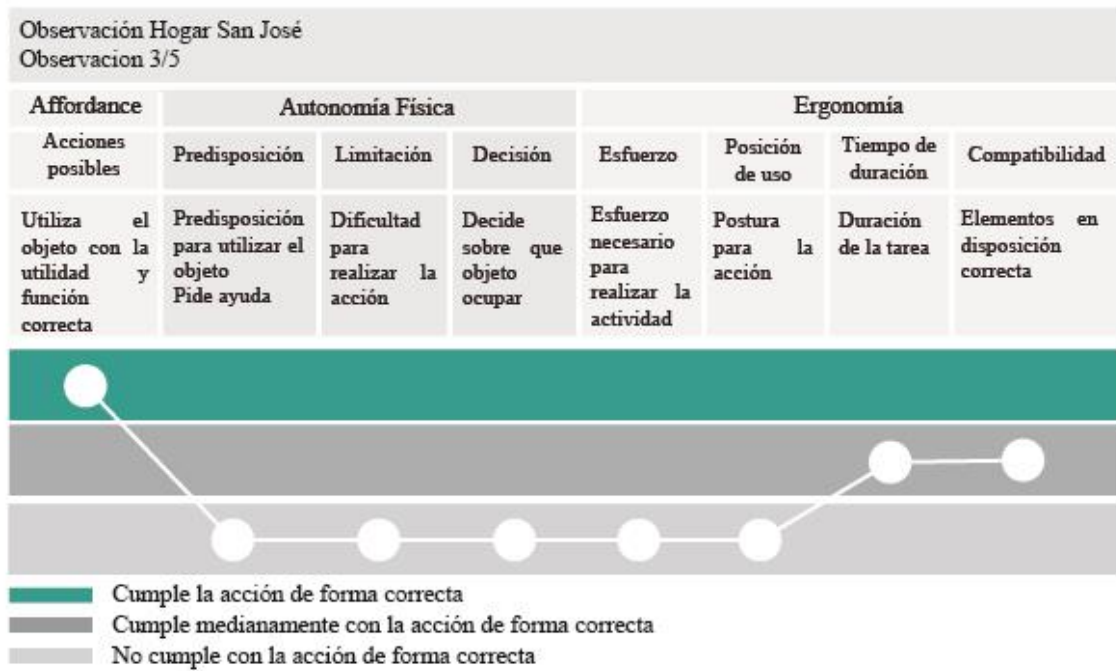 Observación Hogar San José
Observacion 3/5
Affordance
Autonomía Física
Ergonomía
Acciones
posibles
Predisposición
Limitación
Decisión
Esfuerzo
Posición
de uso
Tiempo de
duración
Compatibilidad
Utiliza el
objeto con la
utilidad y
función
correcta
Predisposición
para utilizar el
objeto
Pide ayuda
Dificultad
para
realizar la
acción
Decide
sobre que
objeto
ocupar
Esfuerzo
necesario
para
realizar la
actividad
Postura
para la
acción
Duración
de la tarea
Elementos en
disposición
correcta
Cumple la acción de forma correcta
Cumple medianamente con la acción de forma correcta
No cumple con la acción de forma correcta